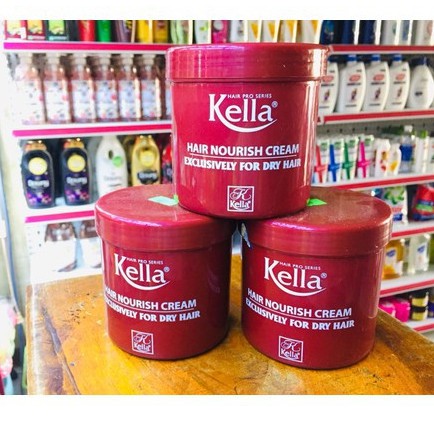 HAIR PRO SERIES
Kella®
HAIR NOURISH CREAM
EXCLUSIVELY FOR DRY HAIR
K
Kella
HAIR PRO SERIES
Kella®
HAIR NOURISH CREAM
EXCLUSIVELY FOR DRY HAIR
K
Kella
HAIR PRO SERIES
Kella®
HAIR NOURISH CREAM
EXCLUSIVELY FOR DRY HAIR
K
Kella